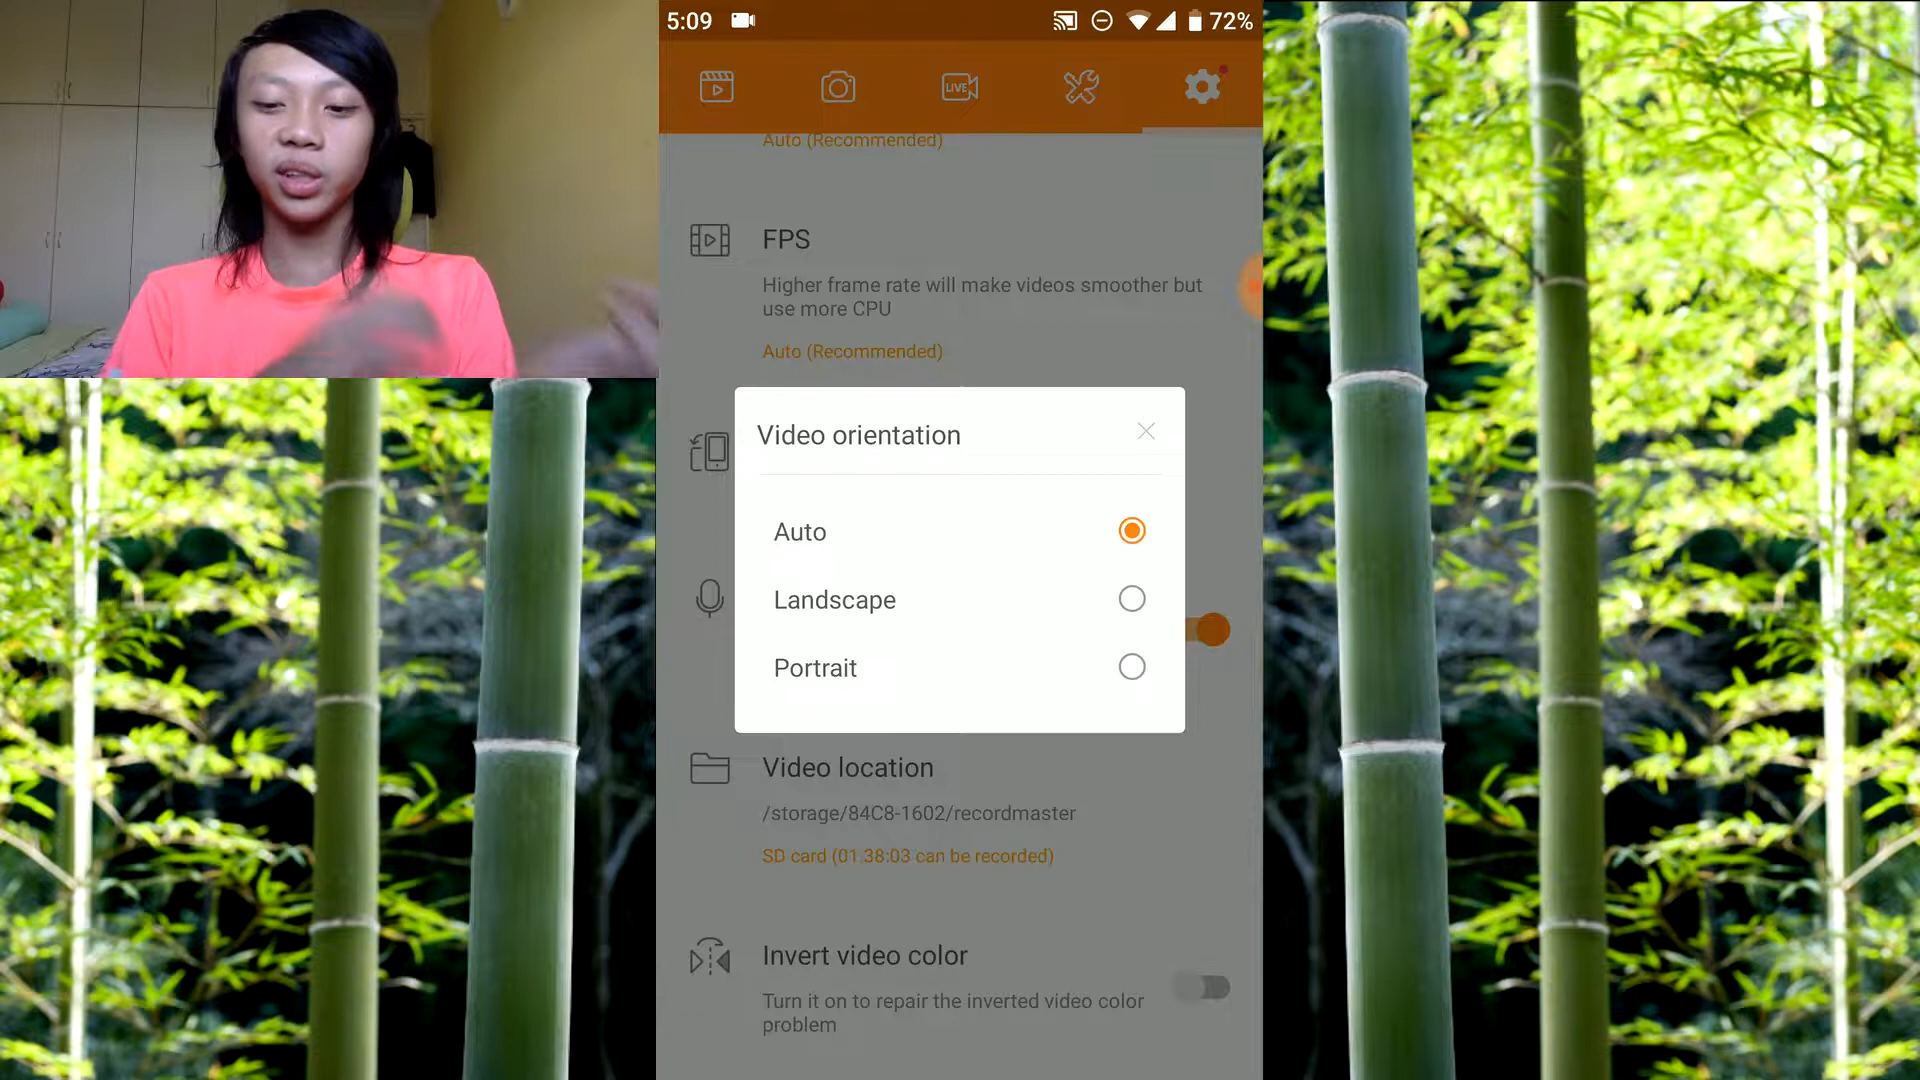 5:09
72%
LIVE
Auto (Recommended)
FPS
Higher frame rate will make videos smoother but
use more CPU
Auto (Recommended)
Video orientation
Auto
Landscape
Portrait
Video location
/storage/84C8-1602/recordmaster
SD card (01:38:03 can be recorded)
Invert video color
Turn it on to repair the inverted video color
problem